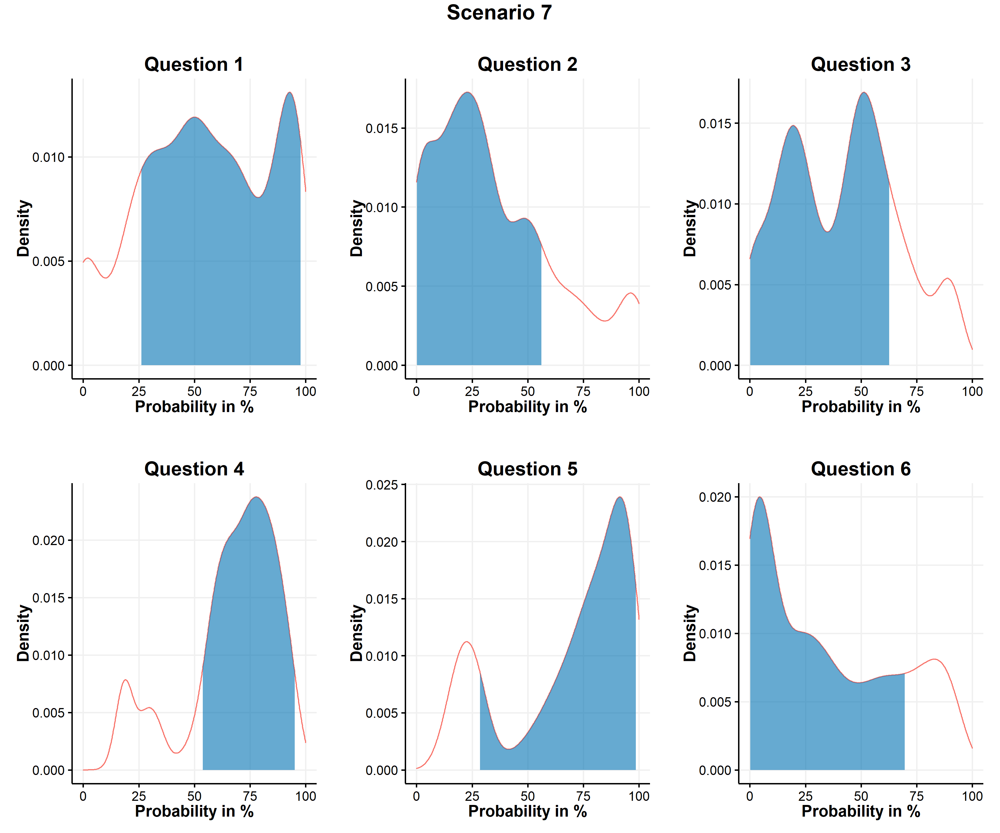 Scenario 7
Question 1
Question 2
Question 3
Density
0.010
0.005
0.000
0 25 50 75 100
Probability in %
Density
0.015
0.010
0.005
0.000
0 25 50 75 100
Probability in %
Density
0.015
0.010
0.005
0.000
0 25 50 75 100
Probability in %
Question 4
Question 5
Question 6
Density
0.020
0.015
0.010
0.005
0.000
0 25 50 75 100
Probability in %
Density
0.025
0.020
0.015
0.010
0.005
0.000
0 25 50 75 100
Probability in %
Density
0.020
0.015
0.010
0.005
0.000
0 25 50 75 100
Probability in %